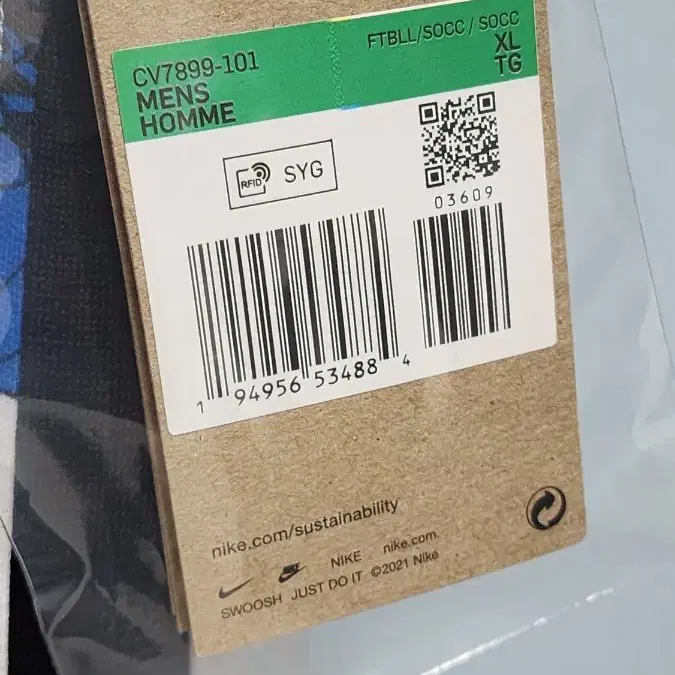 CV7899-101
MENS
HOMME
FTBLL/SOCC / SOCC
XL
TG
RFID SYG
03609
1 94956 53488 4
nike.com/sustainability
NIKE nike.com
SWOOSH JUST DO IT ©2021 Nike